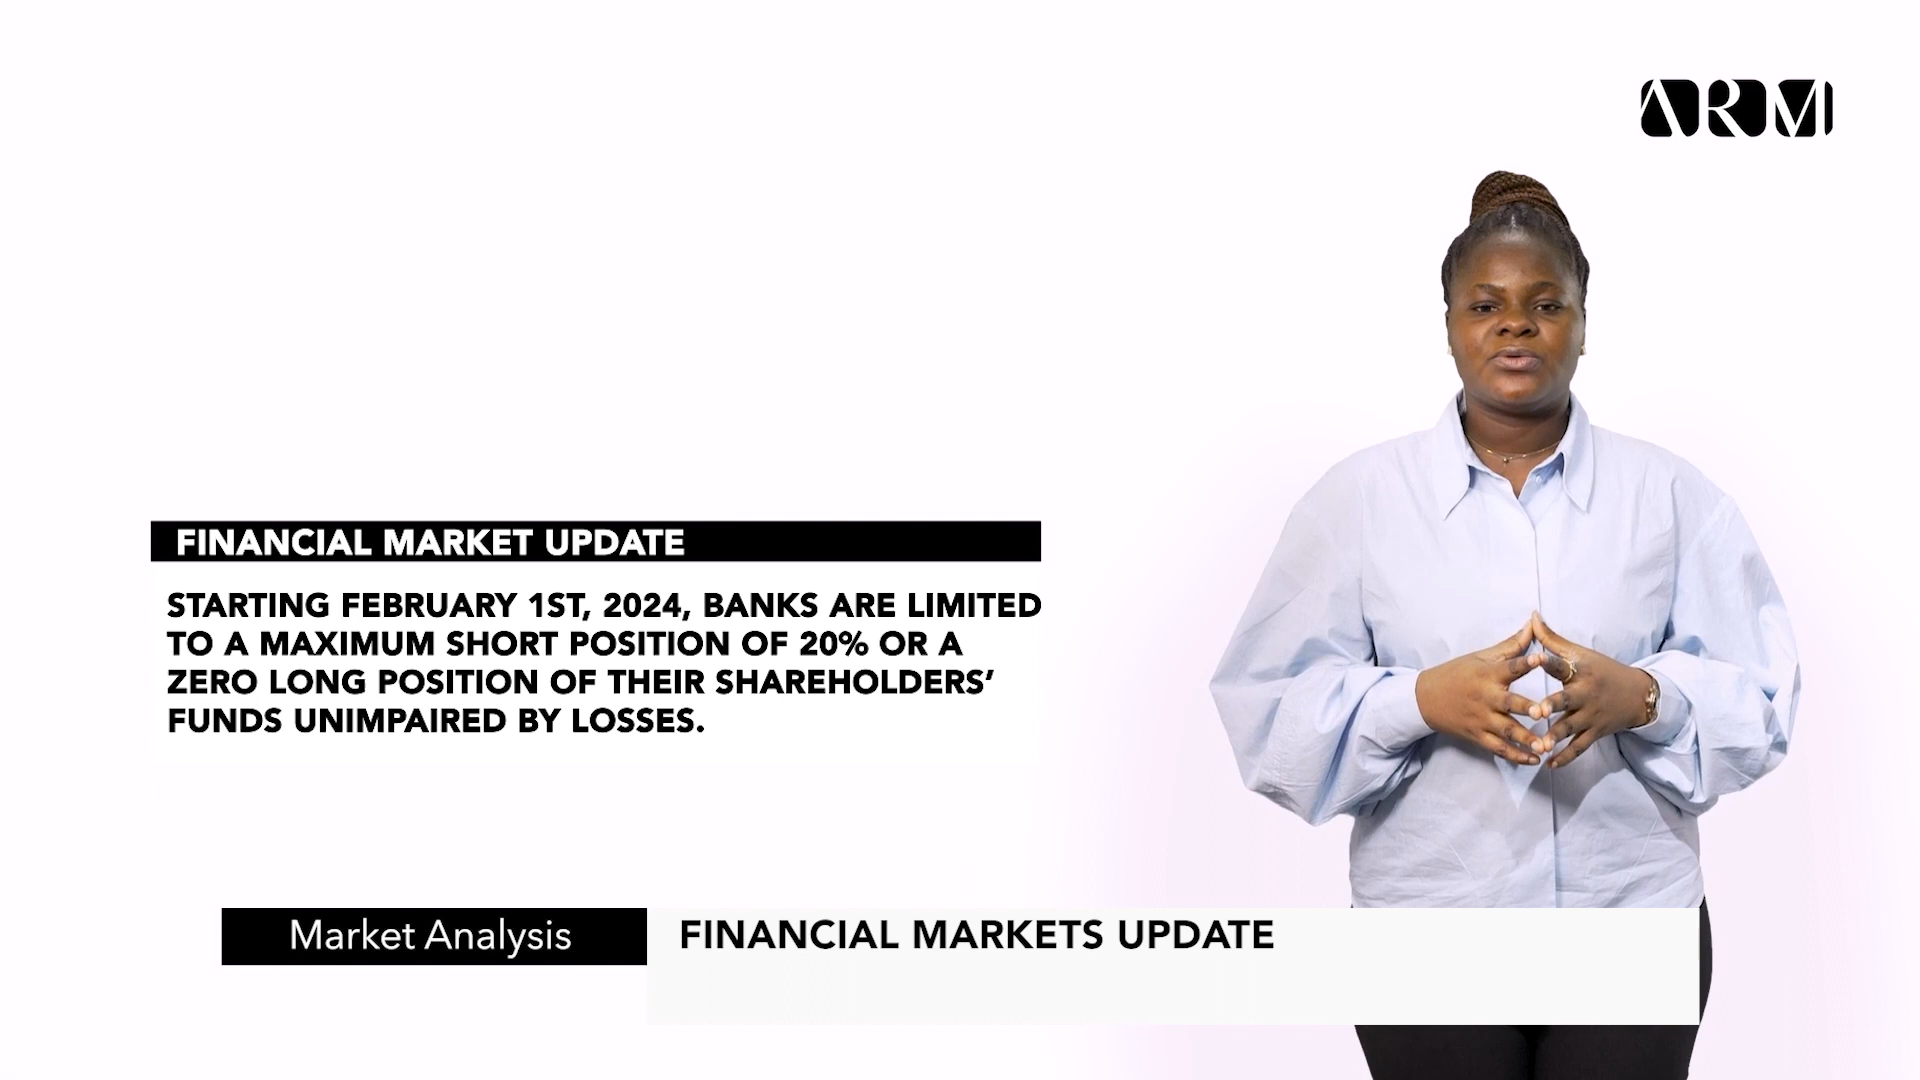 ARM
FINANCIAL MARKET UPDATE
STARTING FEBRUARY 1ST, 2024, BANKS ARE LIMITED
TO A MAXIMUM SHORT POSITION OF 20% OR A
ZERO LONG POSITION OF THEIR SHAREHOLDERS’
FUNDS UNIMPAIRED BY LOSSES.
Market Analysis
FINANCIAL MARKETS UPDATE